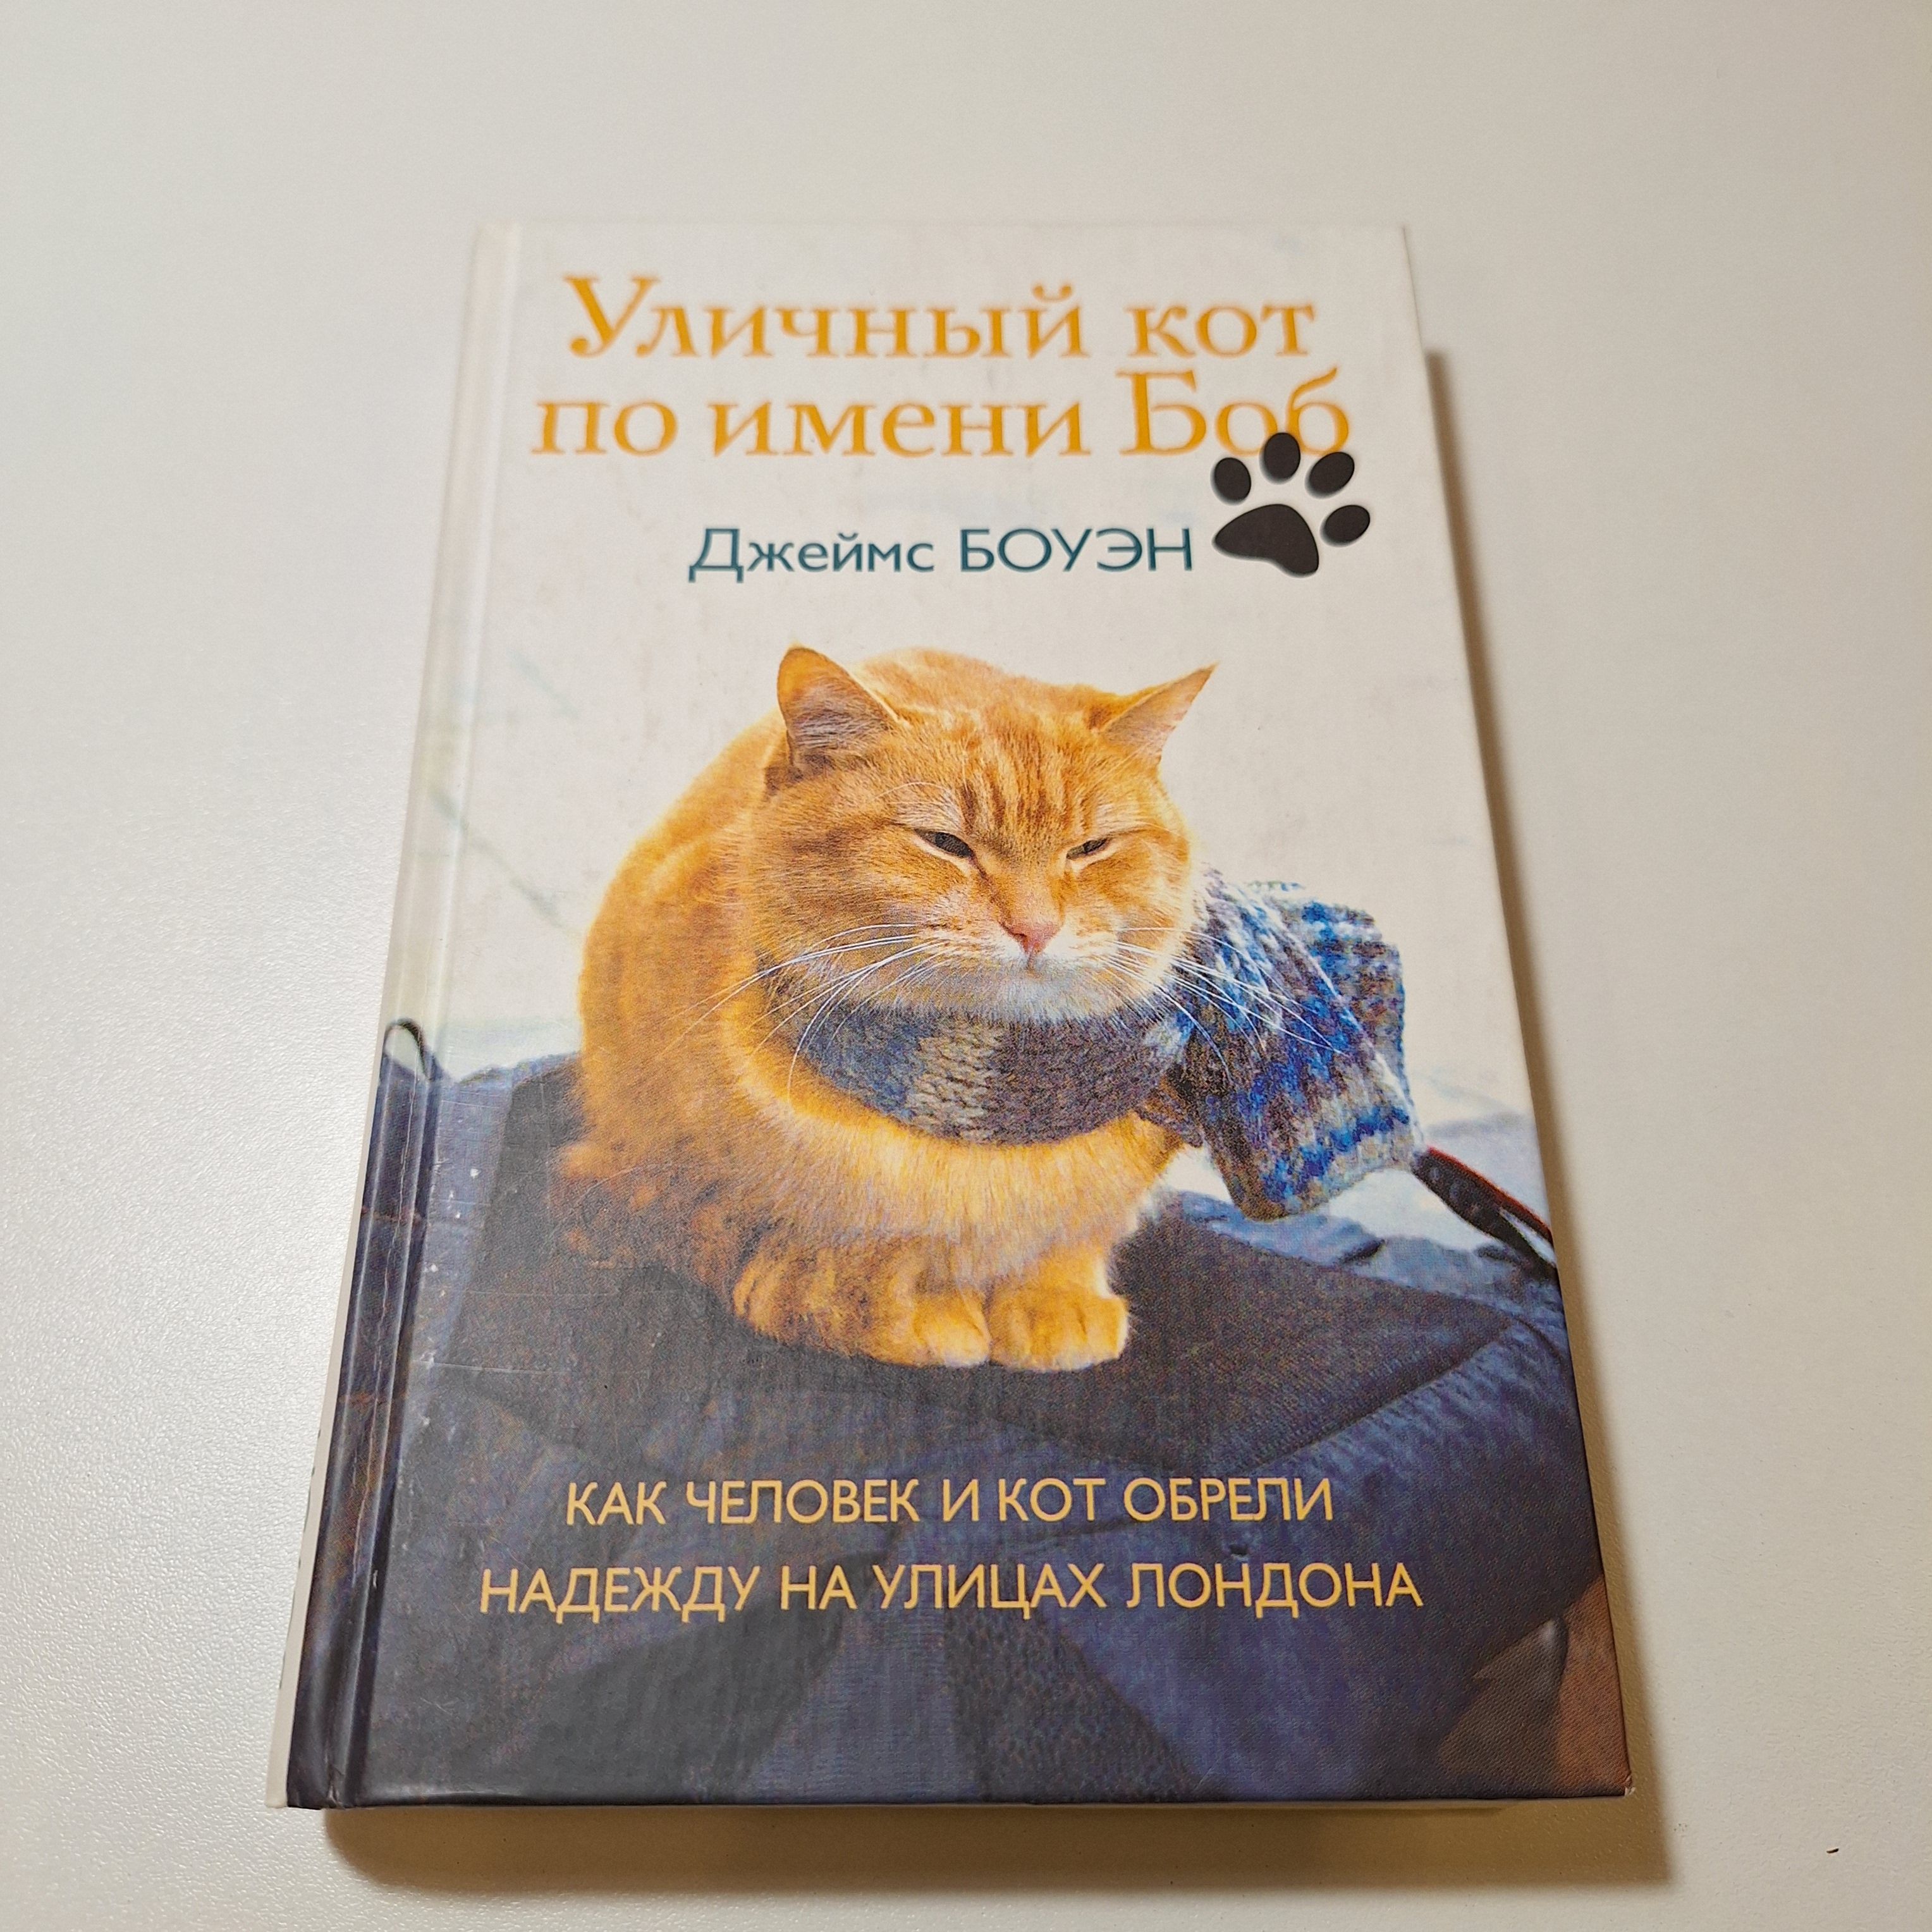 Уличный кот
по имени Боб
Джеймс БОУЭН
КАК ЧЕЛОВЕК И КОТ ОБРЕЛИ
НАДЕЖДУ НА УЛИЦАХ ЛОНДОНА